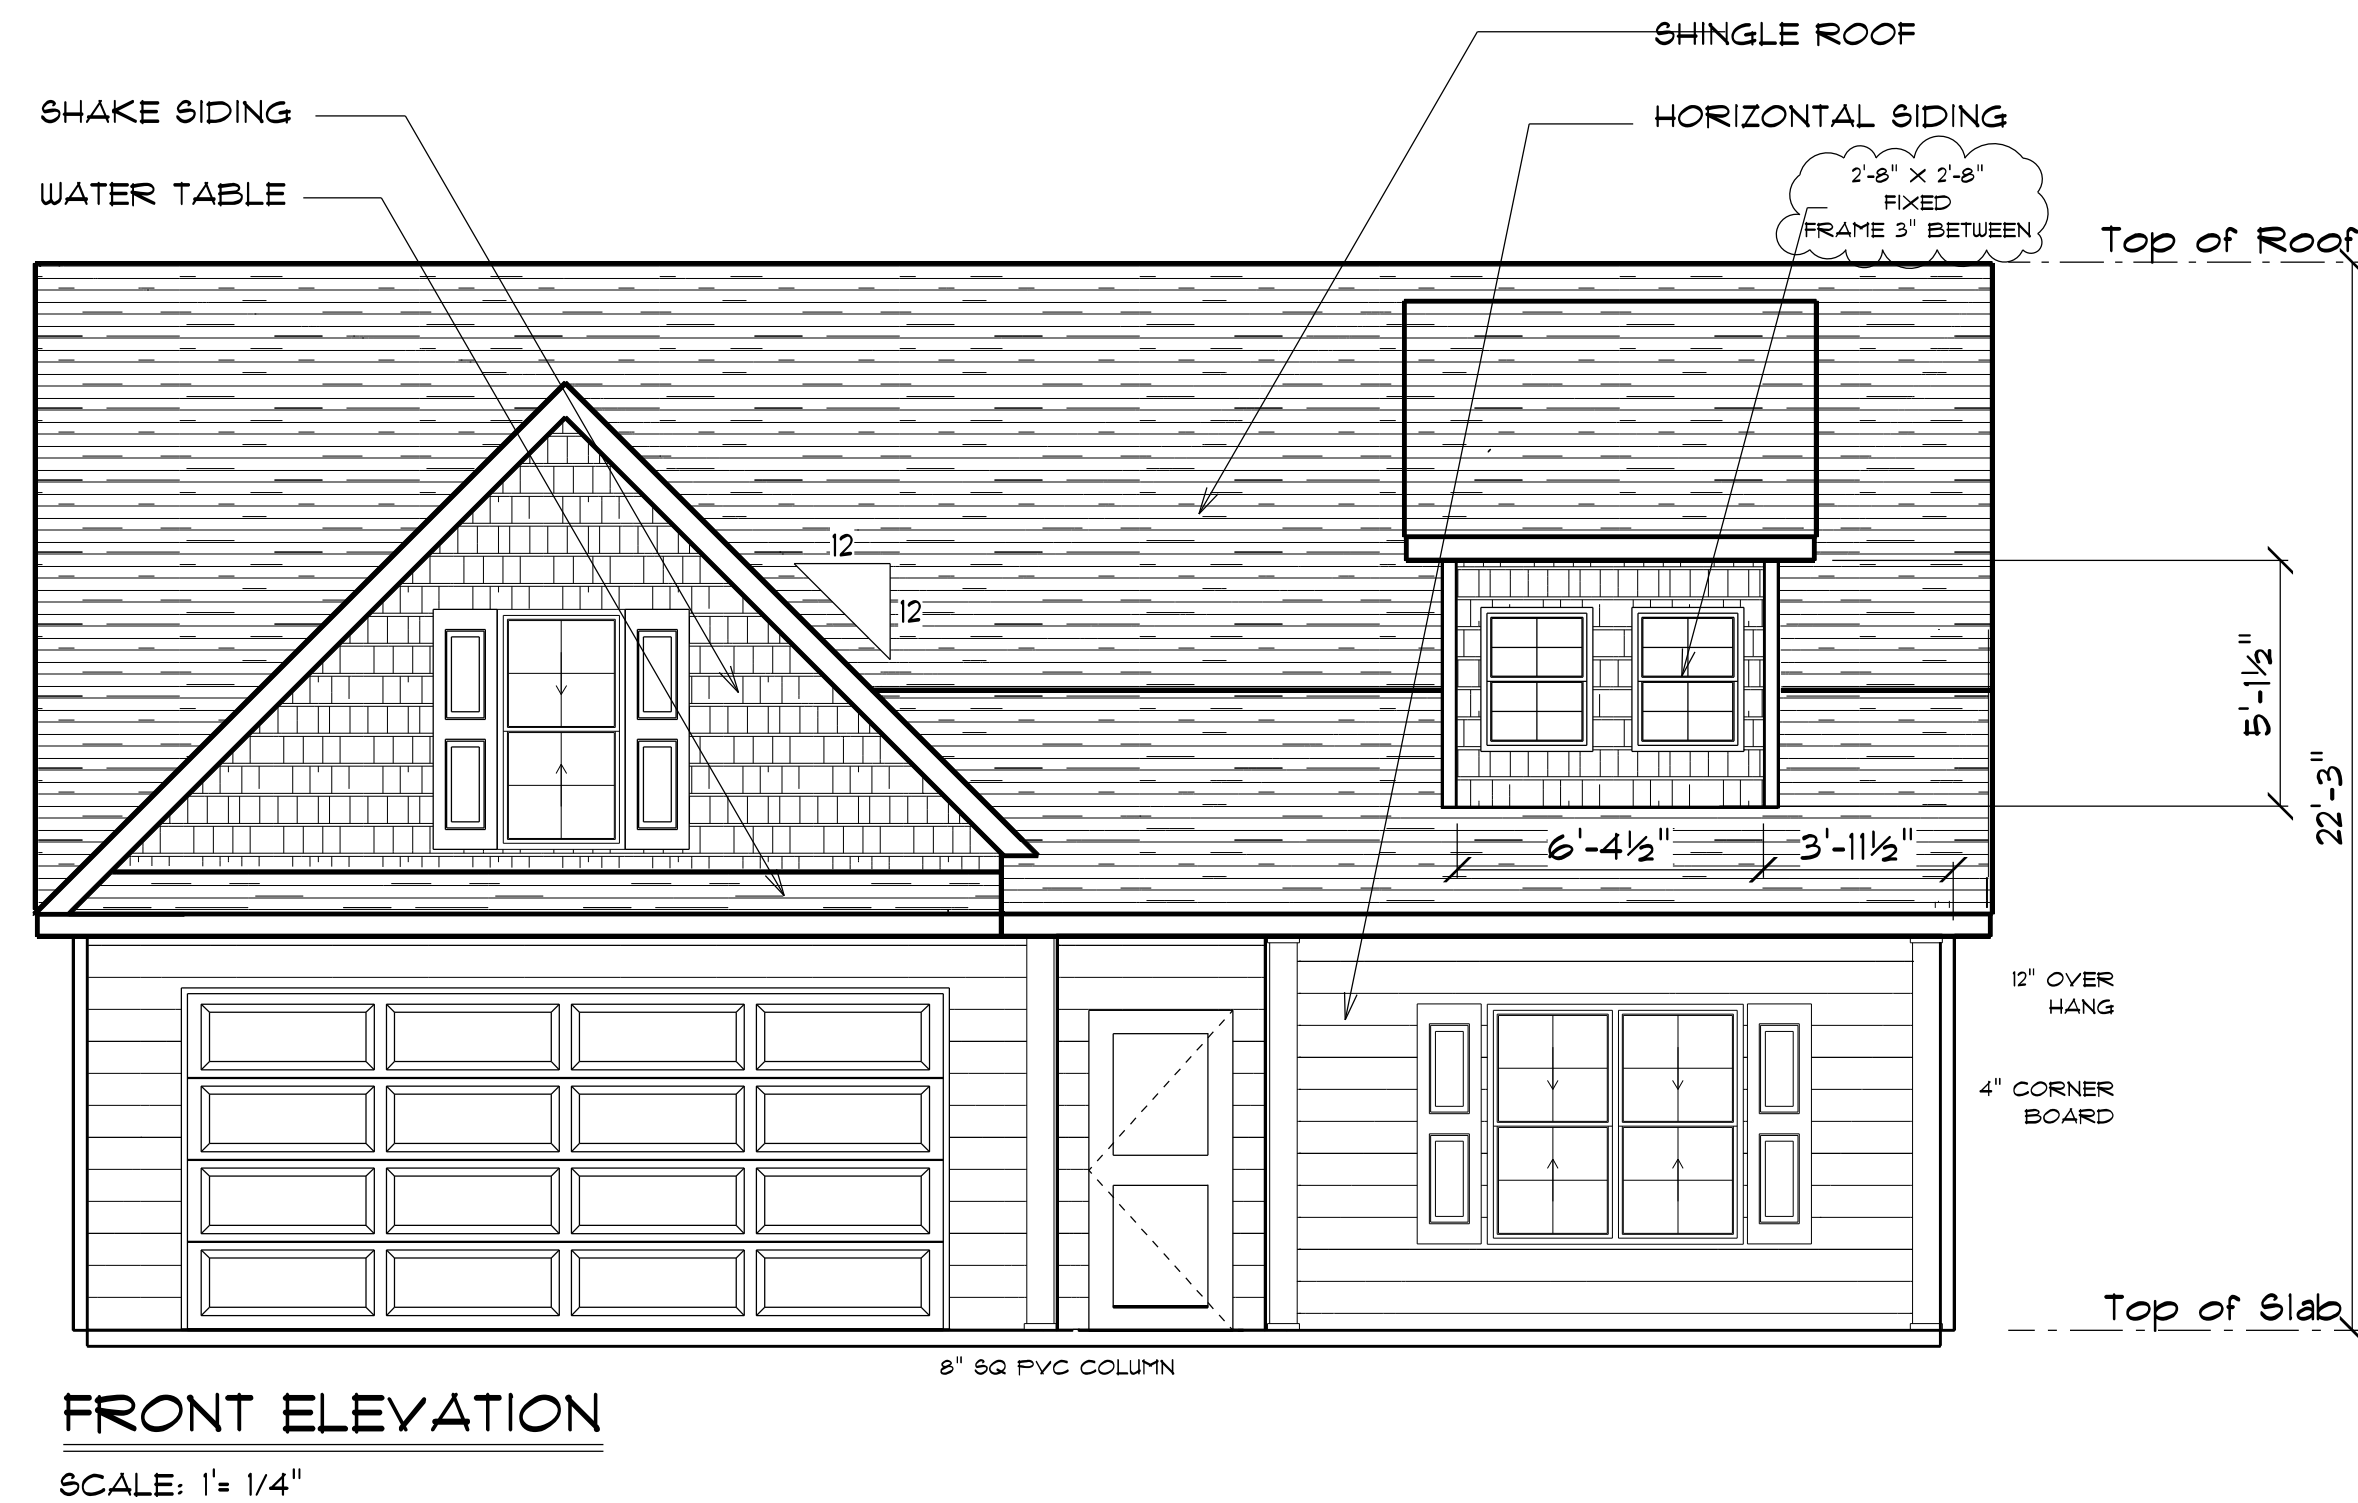 SHINGLE ROOF
SHAKE SIDING
HORIZONTAL SIDING
WATER TABLE
2'-8" X 2'-8"
FIXED
FRAME 3" BETWEEN
Top of Roof
12
12
5'-1½"
22'-3"
6'-4½"
3'-11½"
12" OVER
HANG
4" CORNER
BOARD
Top of Slab
8" SQ PVC COLUMN
FRONT ELEVATION
SCALE: 1'= 1/4"